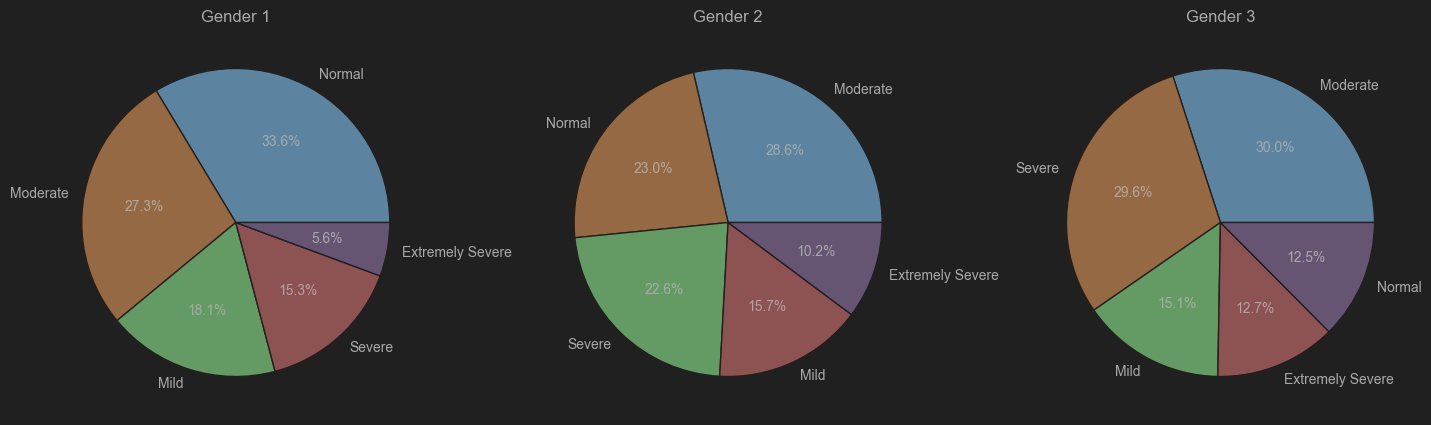 Gender 1
Normal
33.6%
Moderate
27.3%
5.6%
Extremely Severe
15.3%
18.1%
Severe
Mild
Gender 2
Moderate
Normal
28.6%
23.0%
10.2%
Extremely Severe
22.6%
15.7%
Severe
Mild
Gender 3
Moderate
30.0%
Severe
29.6%
12.5%
Normal
15.1%
12.7%
Mild
Extremely Severe